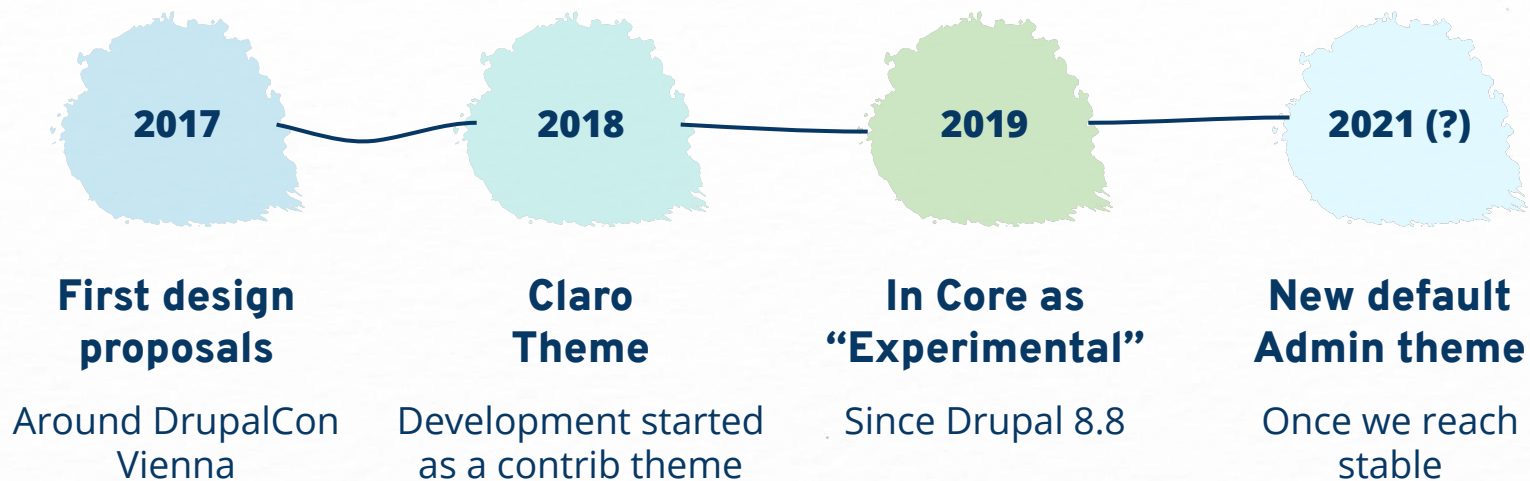 2017
First design
proposals
Around DrupalCon
Vienna
2018
Claro
Theme
Development started
as a contrib theme
2019
In Core as
“Experimental”
Since Drupal 8.8
2021 (?)
New default
Admin theme
Once we reach
stable